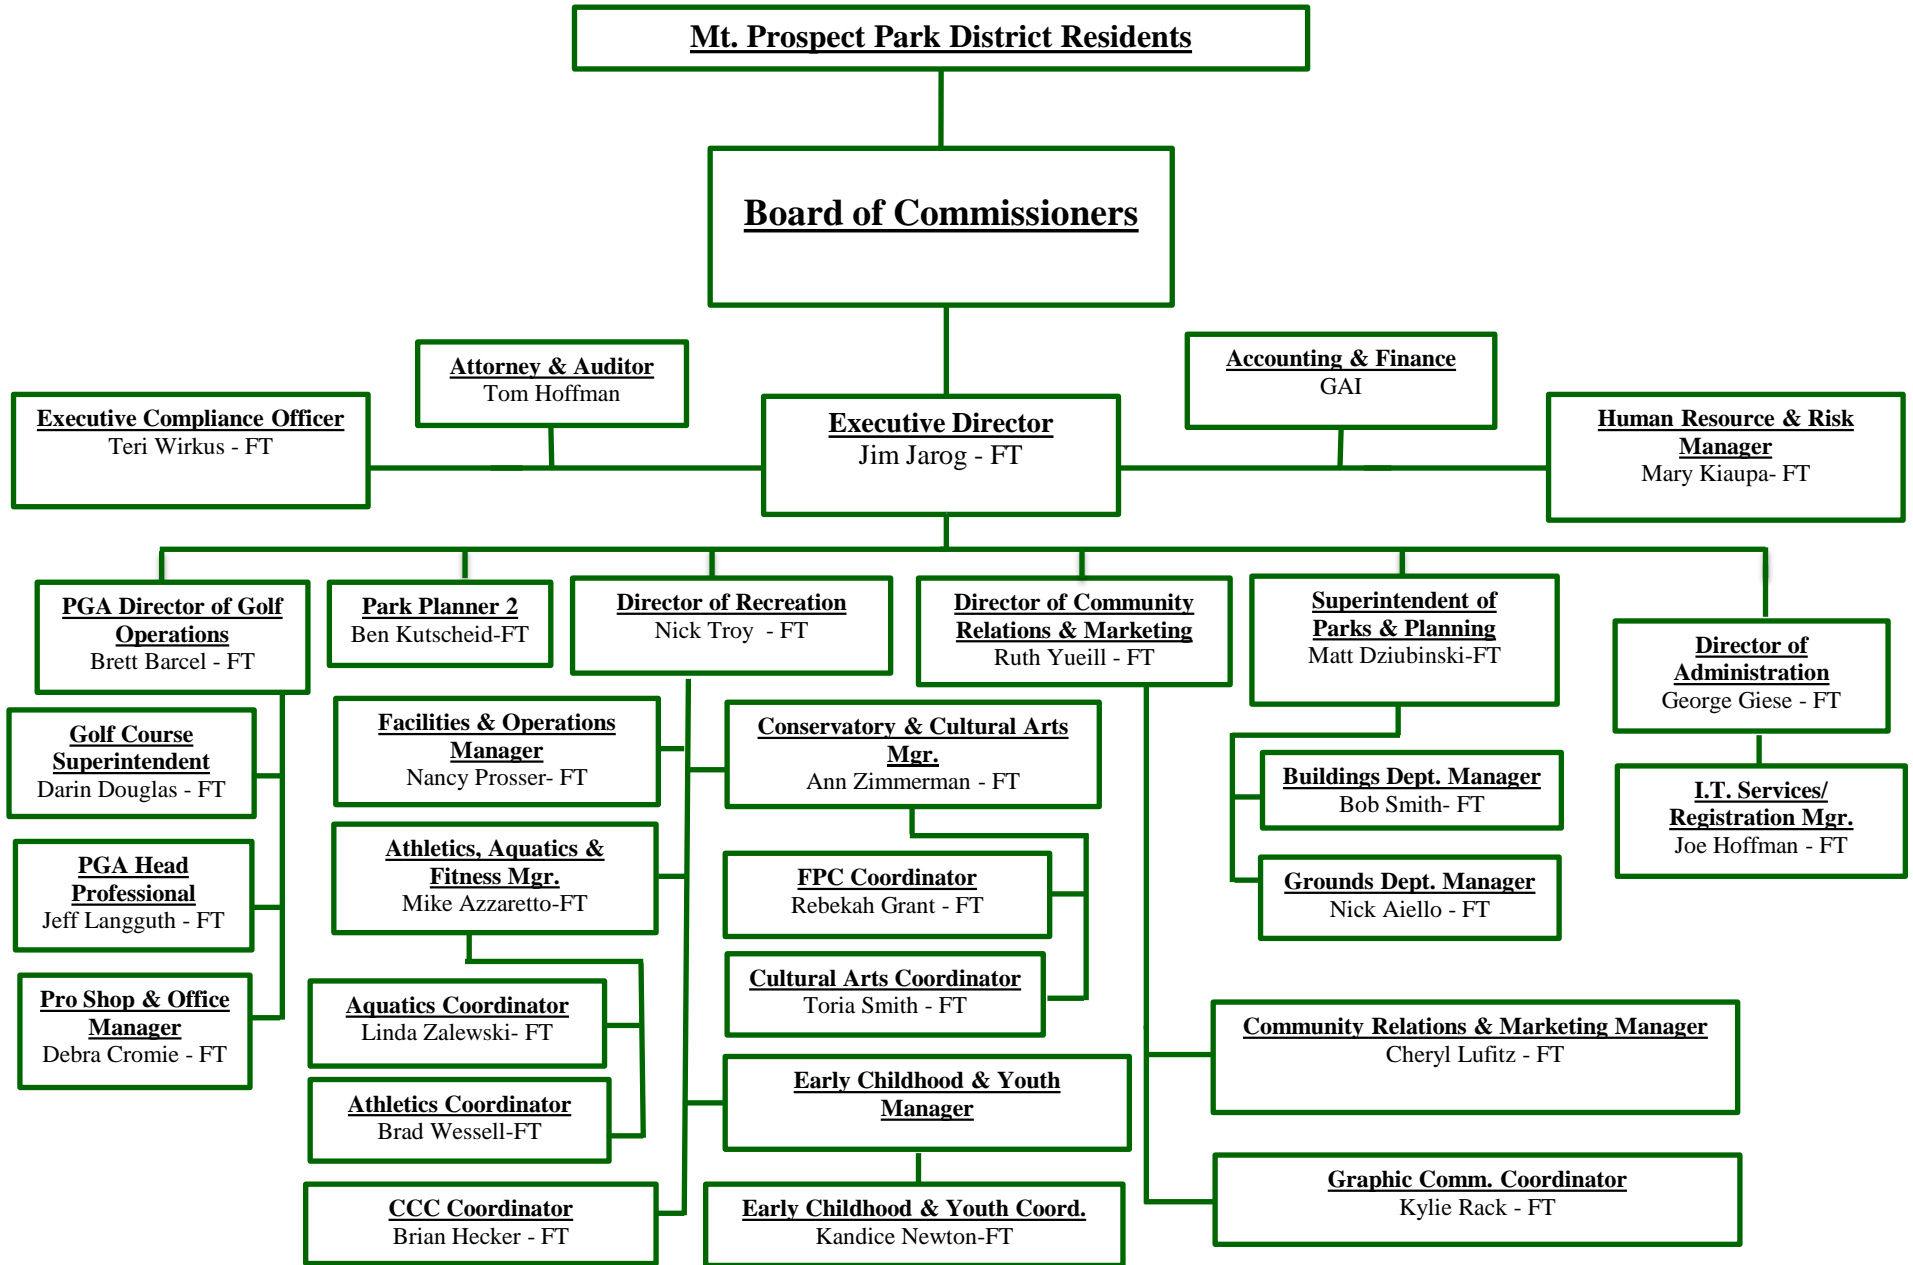 Mt. Prospect Park District Residents
Board of Commissioners
Attorney & Auditor
Tom Hoffman
Accounting & Finance
GAI
Executive Compliance Officer
Teri Wirkus - FT
Executive Director
Jim Jarog - FT
Human Resource & Risk
Manager
Mary Kiaupa- FT
PGA Director of Golf
Operations
Brett Barcel - FT
Park Planner 2
Ben Kutscheid-FT
Director of Recreation
Nick Troy - FT
Director of Community
Relations & Marketing
Ruth Yueill - FT
Superintendent of
Parks & Planning
Matt Dziubinski-FT
Director of
Administration
George Giese - FT
Golf Course
Superintendent
Darin Douglas - FT
Facilities & Operations
Manager
Nancy Prosser- FT
Conservatory & Cultural Arts
Mgr.
Ann Zimmerman - FT
Buildings Dept. Manager
Bob Smith- FT
I.T. Services/
Registration Mgr.
Joe Hoffman - FT
PGA Head
Professional
Jeff Langguth - FT
Athletics, Aquatics &
Fitness Mgr.
Mike Azzaretto-FT
FPC Coordinator
Rebekah Grant - FT
Grounds Dept. Manager
Nick Aiello - FT
Pro Shop & Office
Manager
Debra Cromie - FT
Aquatics Coordinator
Linda Zalewski- FT
Cultural Arts Coordinator
Toria Smith - FT
Community Relations & Marketing Manager
Cheryl Lufitz - FT
Athletics Coordinator
Brad Wessell-FT
Early Childhood & Youth
Manager
CCC Coordinator
Brian Hecker - FT
Early Childhood & Youth Coord.
Kandice Newton-FT
Graphic Comm. Coordinator
Kylie Rack - FT